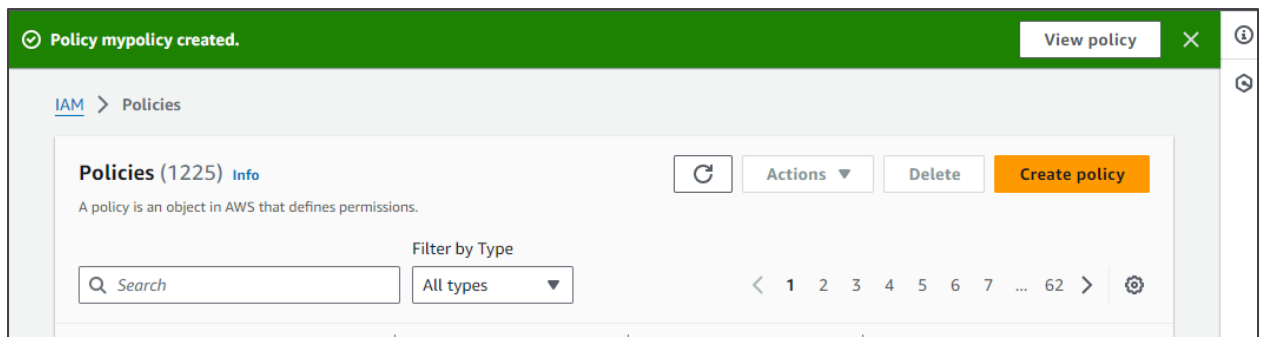 Policy mypolicy created.
View policy
IAM > Policies
Policies (1225) Info
Actions
Delete
Create policy
A policy is an object in AWS that defines permissions.
Filter by Type
Search
All types
1 2 3 4 5 6 7 ... 62